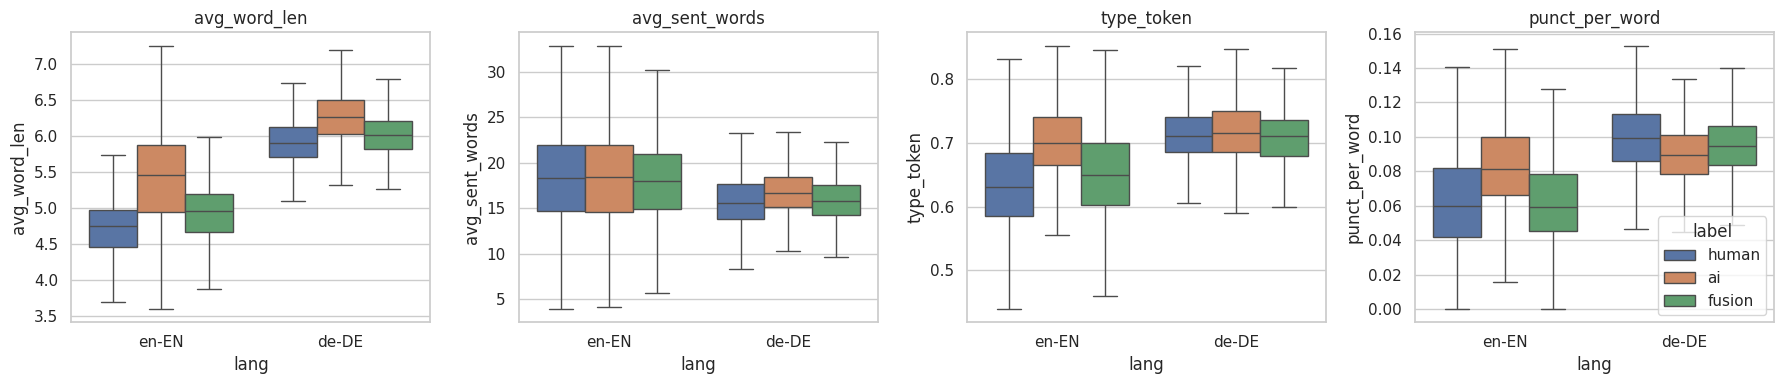 avg_word_len
avg_word_len
7.0
6.5
6.0
5.5
5.0
4.5
4.0
3.5
en-EN
de-DE
lang
avg_sent_words
avg_sent_words
30
25
20
15
10
5
en-EN
de-DE
lang
type_token
type_token
0.8
0.7
0.6
0.5
en-EN
de-DE
lang
punct_per_word
punct_per_word
0.16
0.14
0.12
0.10
0.08
0.06
0.04
0.02
0.00
en-EN
de-DE
lang
label
human
ai
fusion